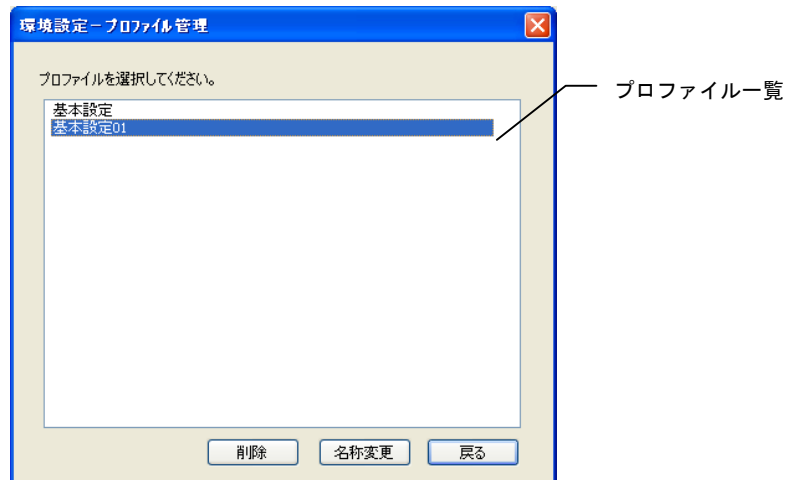 環境設定－プロファイル管理
プロファイルを選択してください。
プロファイル一覧
基本設定
基本設定01
削除
名称変更
戻る